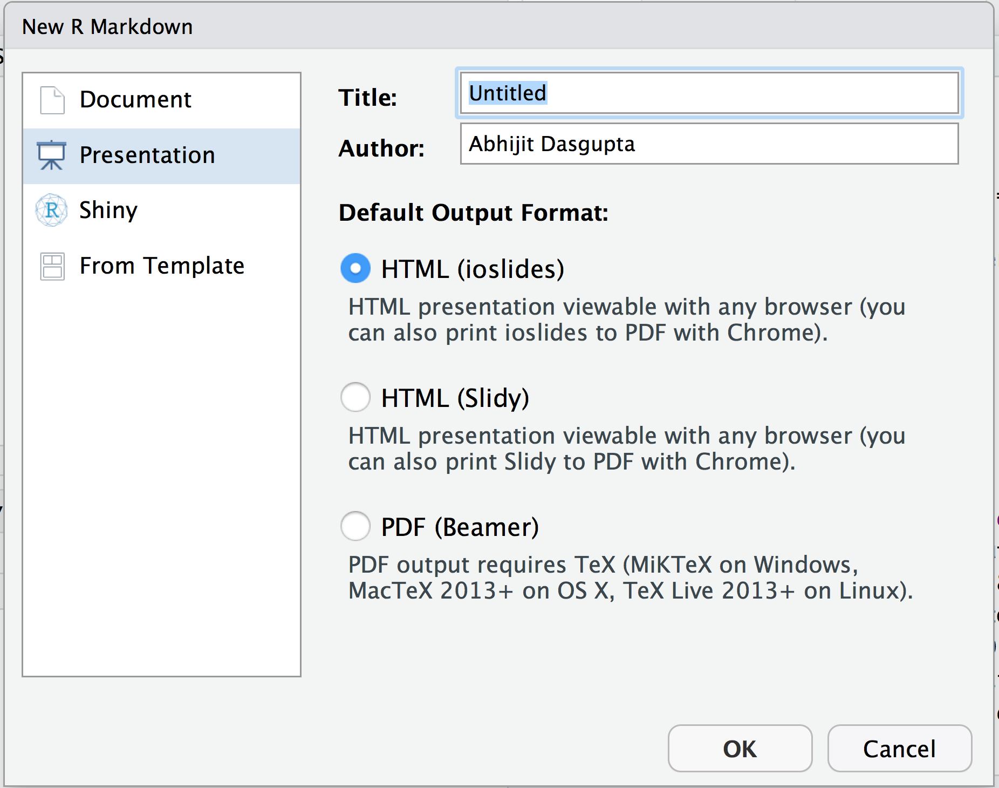 New R Markdown
Document
Presentation
Shiny
From Template
Title: Untitled
Author: Abhijit Dasgupta
Default Output Format:
HTML (ioslides)
HTML presentation viewable with any browser (you
can also print ioslides to PDF with Chrome).
HTML (Slidy)
HTML presentation viewable with any browser (you
can also print Slidy to PDF with Chrome).
PDF (Beamer)
PDF output requires TeX (MiKTeX on Windows,
MacTeX 2013+ on OS X, TeX Live 2013+ on Linux).
OK Cancel